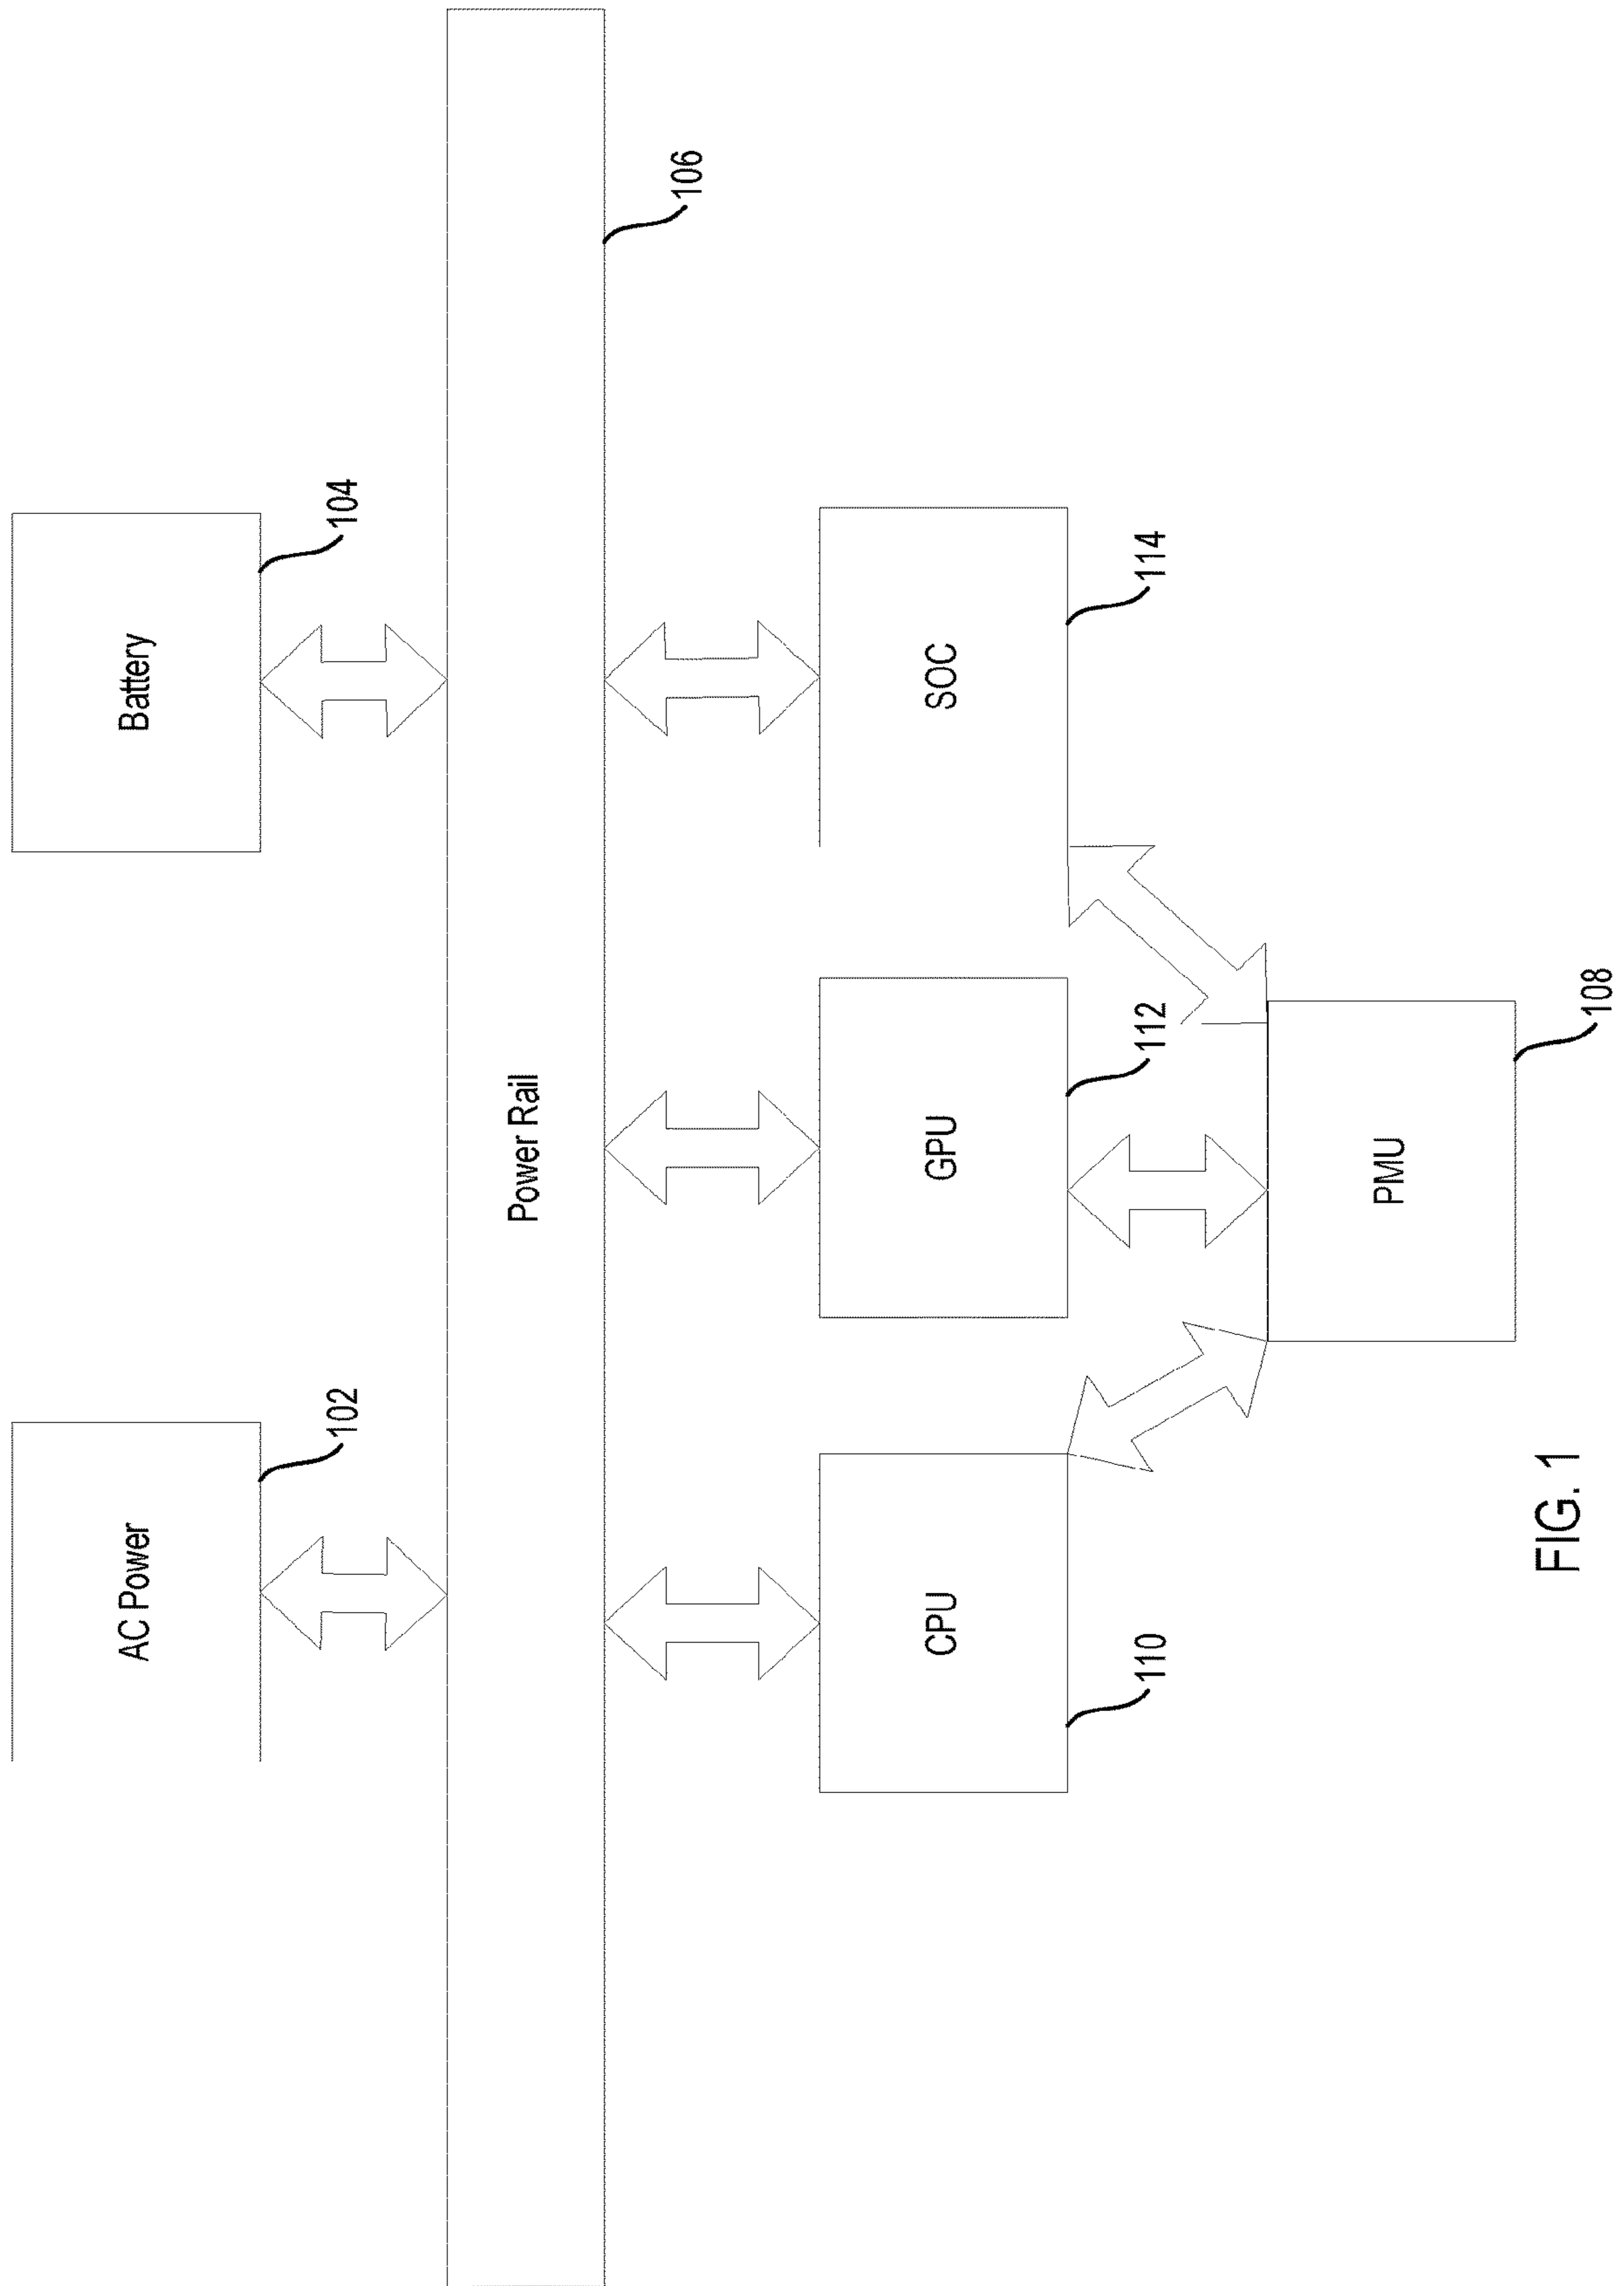 AC Power
102
Battery
104
Power Rail
106
CPU
110
GPU
112
SOC
114
PMU
108
FIG. 1